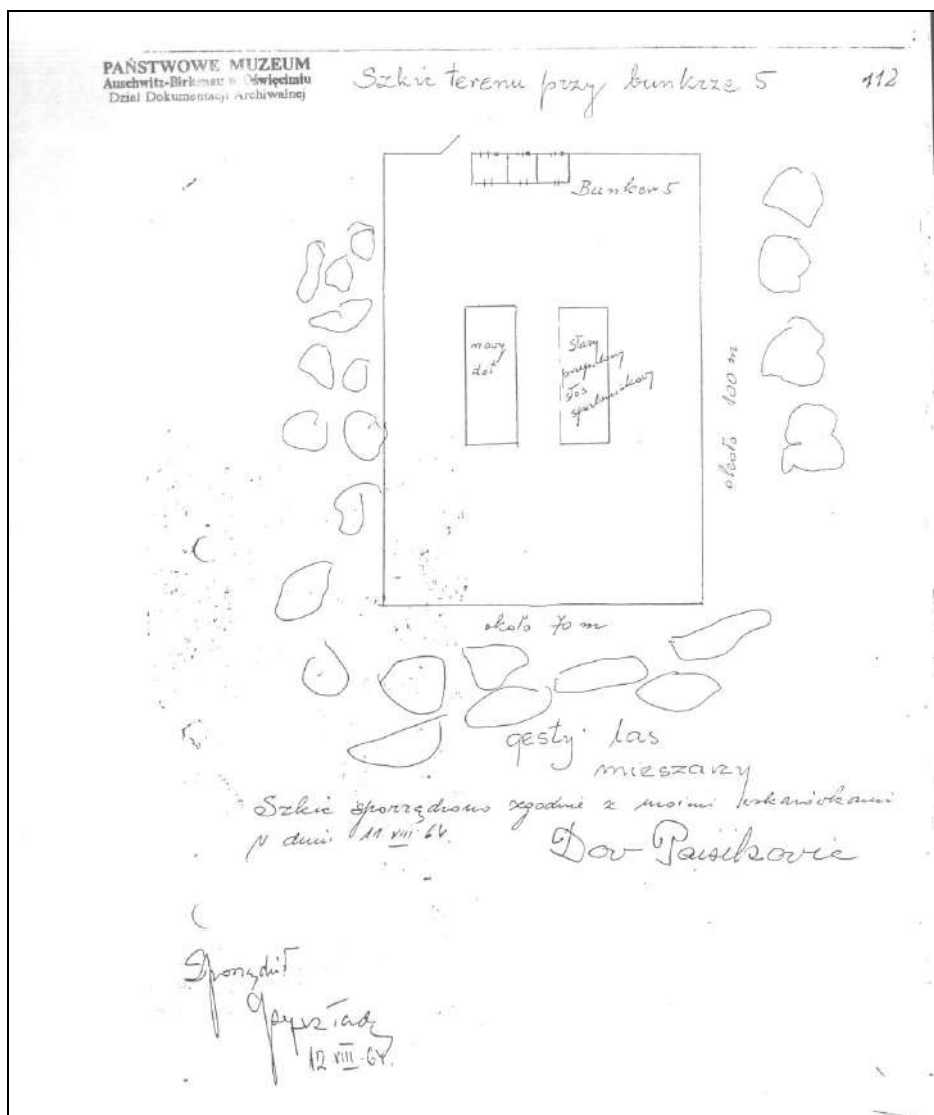 PAŃSTWOWE MUZEUM
Auschwitz-Birkenau w Oświęcimiu
Dział Dokumentacji Archiwalnej
Szkic terenu przy bunkrze 5
112
Bunker 5
nowy
dół
stary
stos
około 100 m
około 70 m
gęsty las
mieszany
Szkic sporządzono zgodnie z moimi wskazówkami
w dniu 11 VIII 64.
Dov Paisikovic
Sporządził
12 VIII 64.